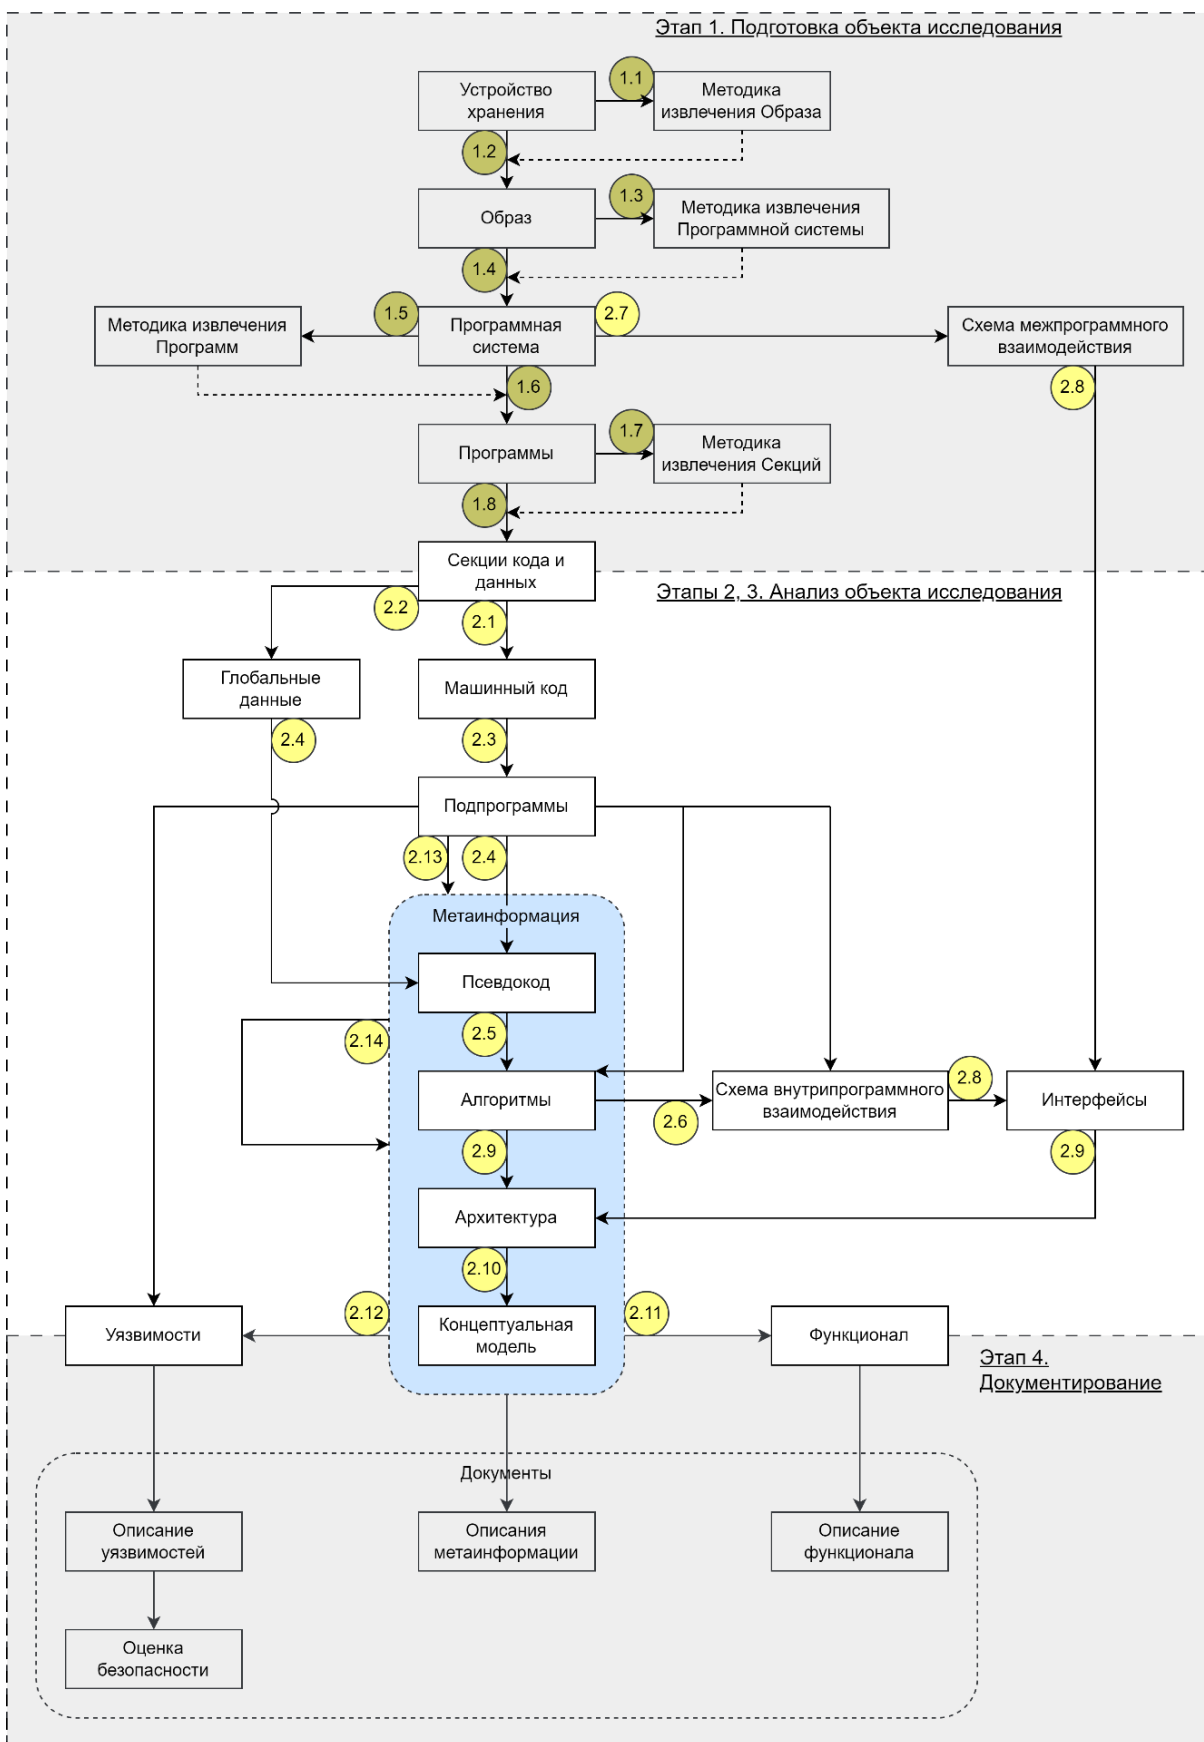 Этап 1. Подготовка объекта исследования
1.1
Устройство
хранения
Методика
извлечения Образа
1.2
1.3
Образ
Методика извлечения
Программной системы
1.4
1.5
2.7
Методика извлечения
Программ
Программная
система
Схема межпрограммного
взаимодействия
1.6
2.8
1.7
Программы
Методика
извлечения Секций
1.8
Секции кода и
данных
Этапы 2, 3. Анализ объекта исследования
2.2
2.1
Глобальные
данные
Машинный код
2.4
2.3
Подпрограммы
2.13
2.4
Метаинформация
Псевдокод
2.14
2.5
2.8
Алгоритмы
Схема внутрипрограммного
взаимодействия
Интерфейсы
2.6
2.9
2.9
Архитектура
2.10
2.12
2.11
Уязвимости
Концептуальная
модель
Функционал
Этап 4.
Документирование
Документы
Описание
уязвимостей
Описания
метаинформации
Описание
функционала
Оценка
безопасности